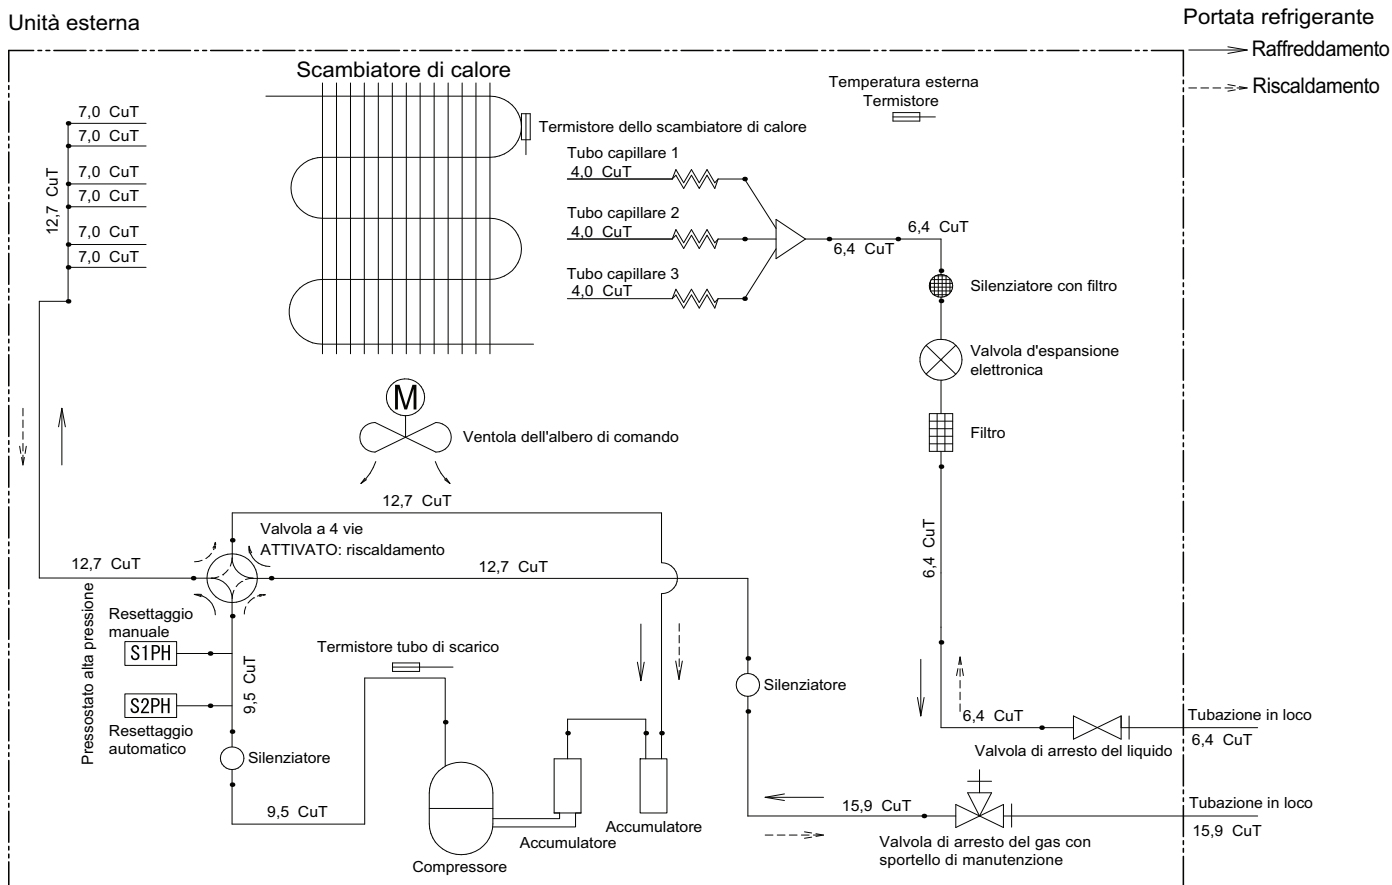 Unità esterna
Portata refrigerante
Raffreddamento
Riscaldamento
Scambiatore di calore
Temperatura esterna
Termistore
7,0 CuT
7,0 CuT
7,0 CuT
7,0 CuT
7,0 CuT
7,0 CuT
12,7 CuT
Termistore dello scambiatore di calore
Tubo capillare 1
4,0 CuT
Tubo capillare 2
4,0 CuT
Tubo capillare 3
4,0 CuT
6,4 CuT
6,4 CuT
Silenziatore con filtro
Valvola d'espansione
elettronica
Filtro
M
Ventola dell'albero di comando
12,7 CuT
Valvola a 4 vie
ATTIVATO: riscaldamento
12,7 CuT
12,7 CuT
6,4 CuT
Pressostato alta pressione
Resettaggio
manuale
S1PH
S2PH
Resettaggio
automatico
9,5 CuT
Termistore tubo di scarico
Silenziatore
Silenziatore
9,5 CuT
Compressore
Accumulatore
Accumulatore
6,4 CuT
Valvola di arresto del liquido
Tubazione in loco
6,4 CuT
15,9 CuT
Valvola di arresto del gas con
sportello di manutenzione
Tubazione in loco
15,9 CuT